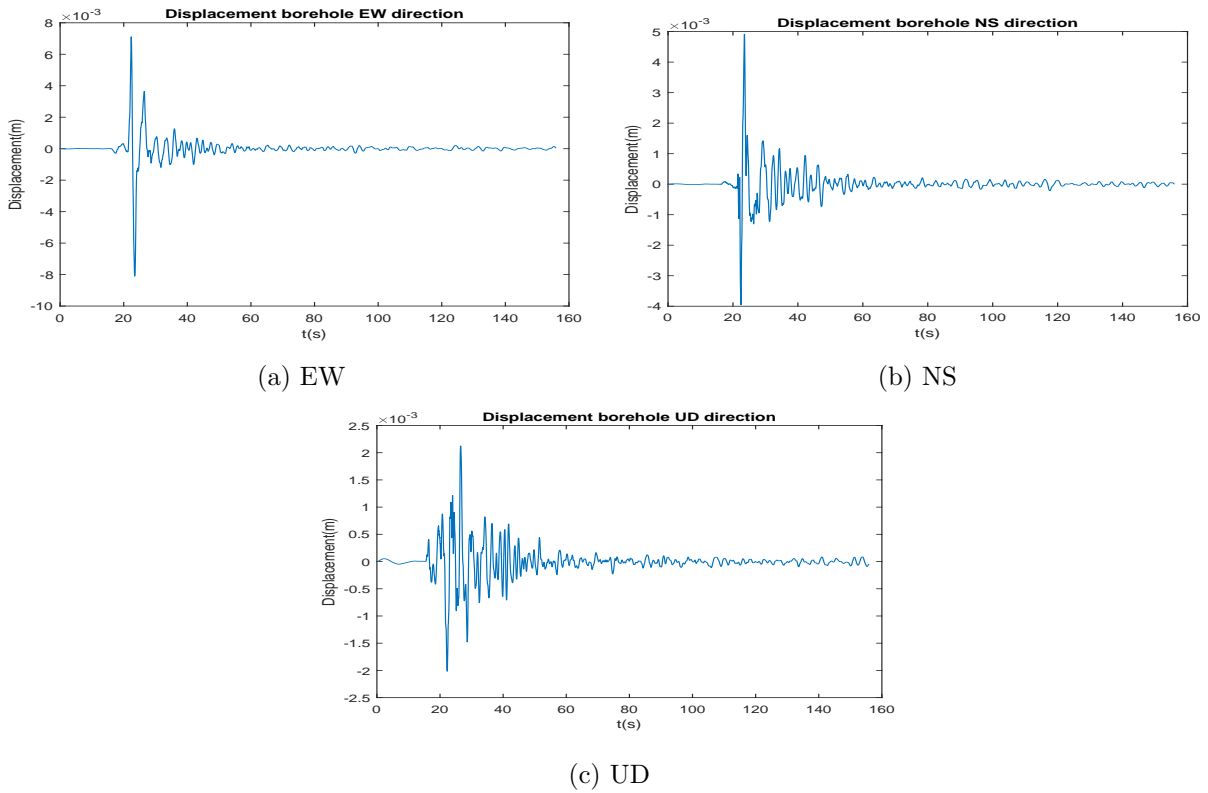 Displacement borehole EW direction
×10-3
8
6
4
2
0
-2
-4
-6
-8
-10
Displacement(m)
0 20 40 60 80 100 120 140 160
t(s)
(a) EW
Displacement borehole NS direction
×10-3
5
4
3
2
1
0
-1
-2
-3
-4
Displacement(m)
0 20 40 60 80 100 120 140 160
t(s)
(b) NS
Displacement borehole UD direction
×10-3
2.5
2
1.5
1
0.5
0
-0.5
-1
-1.5
-2
-2.5
Displacement(m)
0 20 40 60 80 100 120 140 160
t(s)
(c) UD